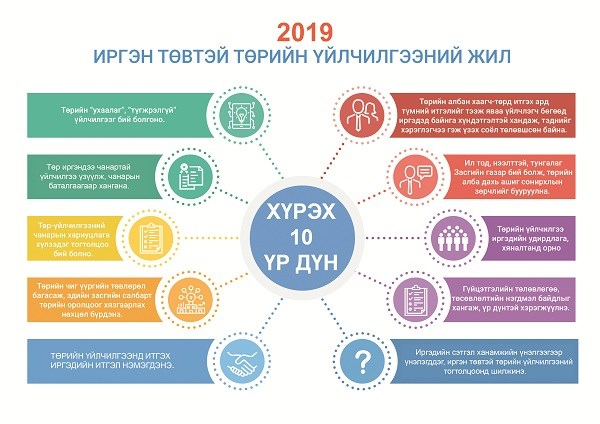 2019
ИРГЭН ТӨВТЭЙ ТӨРИЙН ҮЙЛЧИЛГЭЭНИЙ ЖИЛ
Төрийн "ухаалаг", "түгжрэлгүй"
үйлчилгээг бий болгоно.
Төр иргэндээ чанартай
үйлчилгээ үзүүлж, чанарын
баталгаагаар хангана.
Төр-үйлчилгээний
чанарын хариуцлага
хүлээдэг тогтолцоо
бий болно.
Төрийн чиг үүргийн төвлөрөл
багасаж, эдийн засгийн салбарт
төрийн оролцоог хязгаарлах
нөхцөл бүрдэнэ.
ТӨРИЙН ҮЙЛЧИЛГЭЭНД ИТГЭХ
ИРГЭДИЙН ИТГЭЛ НЭМЭГДЭНЭ.
ХҮРЭХ
10
ҮР ДҮН
Төрийн албан хаагч-төрд итгэх ард
түмний итгэлийг тээж яваа үйлчлэгч бөгөөд
иргэдэд байнга хүндэтгэлтэй хандаж, тэднийг
хэрэглэгчээ гэж үзэх соёл төлөвшсөн байна.
Ил тод, нээлттэй, тунгалаг
Засгийн газар бий болж, төрийн
алба дахь ашиг сонирхлын
зөрчлийг бууруулна.
Төрийн үйлчилгээ
иргэдийн удирдлага,
хяналтанд орно
Гүйцэтгэлийн төлөвлөгөө,
төсөвлөлтийн нэгдмэл байдлыг
хангаж, үр дүнтэй хэрэгжүүлнэ.
?
Иргэдийн сэтгэл ханамжийн үнэлгээгээр
үнэлэгддэг, иргэн төвтэй төрийн үйлчилгээний
тогтолцоонд шилжинэ.